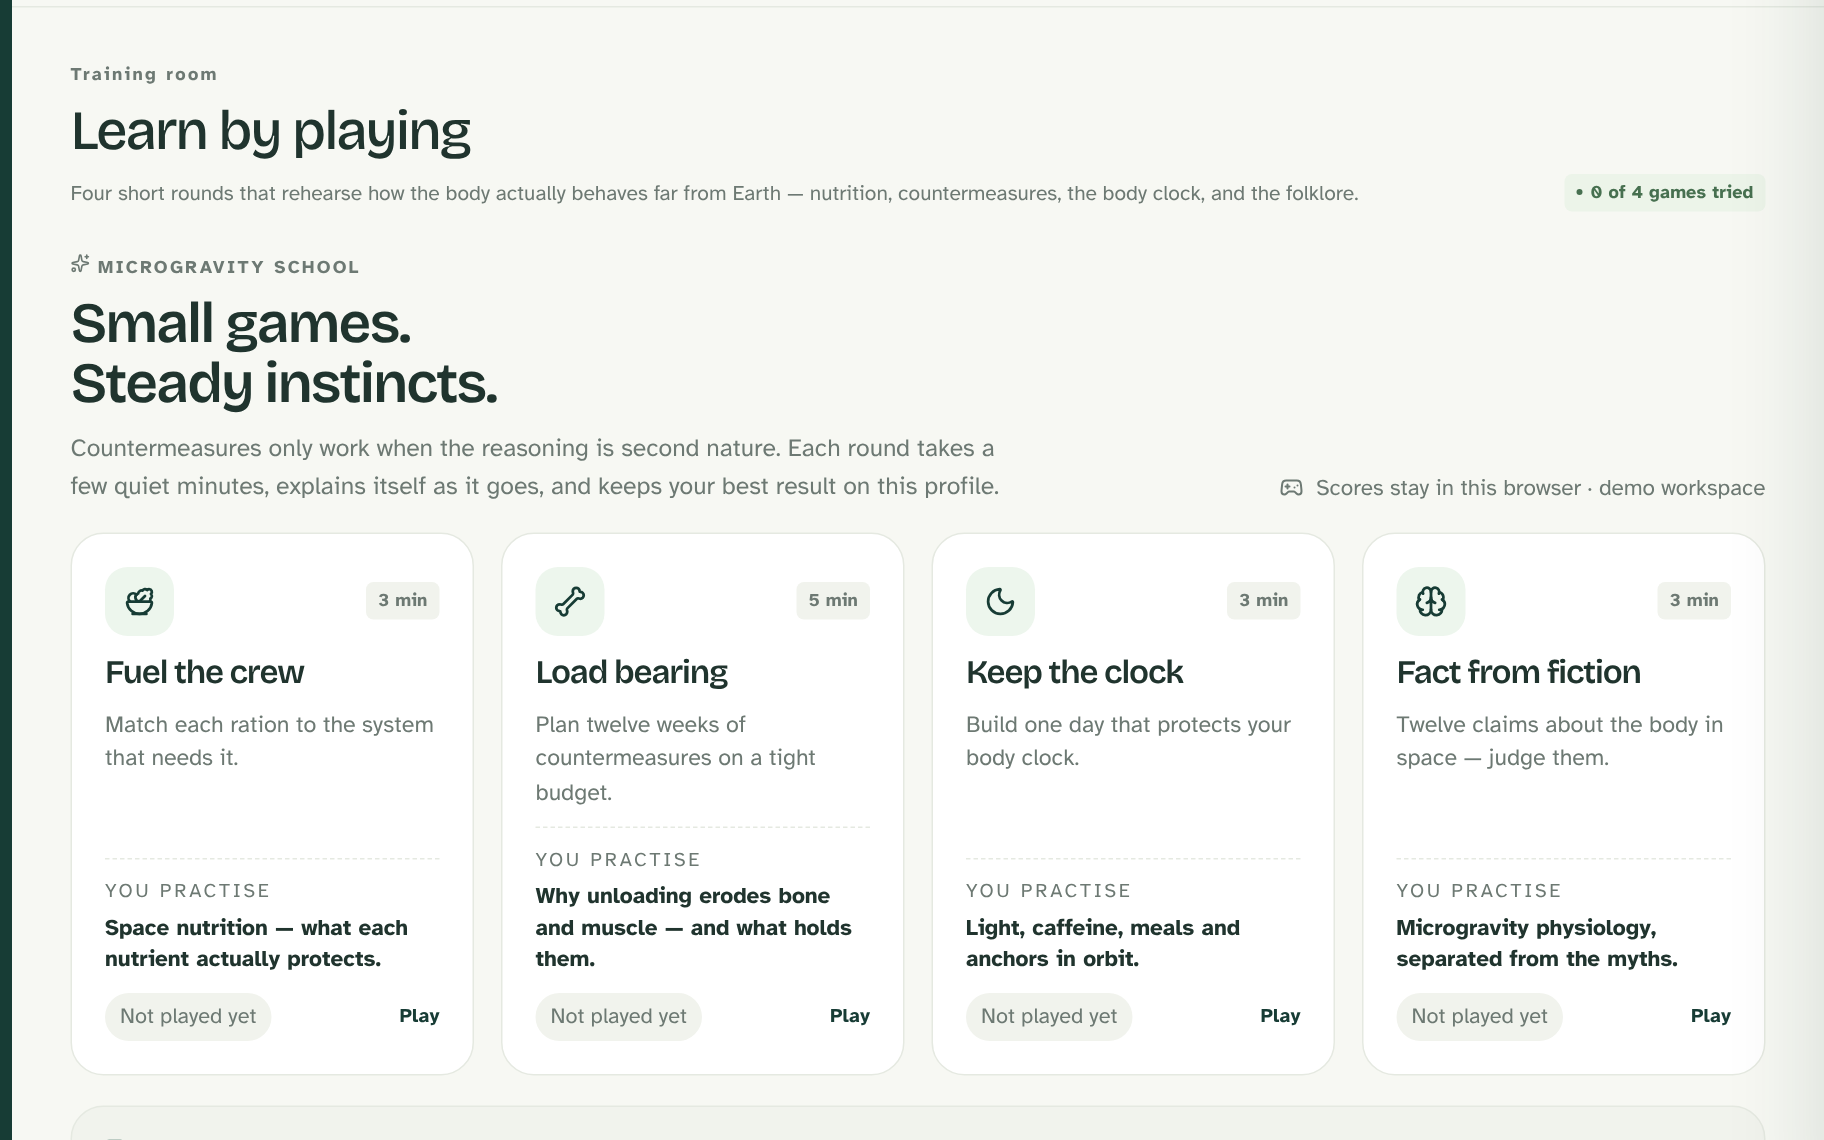 Training room
Learn by playing
Four short rounds that rehearse how the body actually behaves far from Earth — nutrition, countermeasures, the body clock, and the folklore.
• 0 of 4 games tried
MICROGRAVITY SCHOOL
Small games.
Steady instincts.
Countermeasures only work when the reasoning is second nature. Each round takes a
few quiet minutes, explains itself as it goes, and keeps your best result on this profile.
Scores stay in this browser · demo workspace
3 min
Fuel the crew
Match each ration to the system
that needs it.
YOU PRACTISE
Space nutrition — what each
nutrient actually protects.
Not played yet
Play
5 min
Load bearing
Plan twelve weeks of
countermeasures on a tight
budget.
YOU PRACTISE
Why unloading erodes bone
and muscle — and what holds
them.
Not played yet
Play
3 min
Keep the clock
Build one day that protects your
body clock.
YOU PRACTISE
Light, caffeine, meals and
anchors in orbit.
Not played yet
Play
3 min
Fact from fiction
Twelve claims about the body in
space — judge them.
YOU PRACTISE
Microgravity physiology,
separated from the myths.
Not played yet
Play